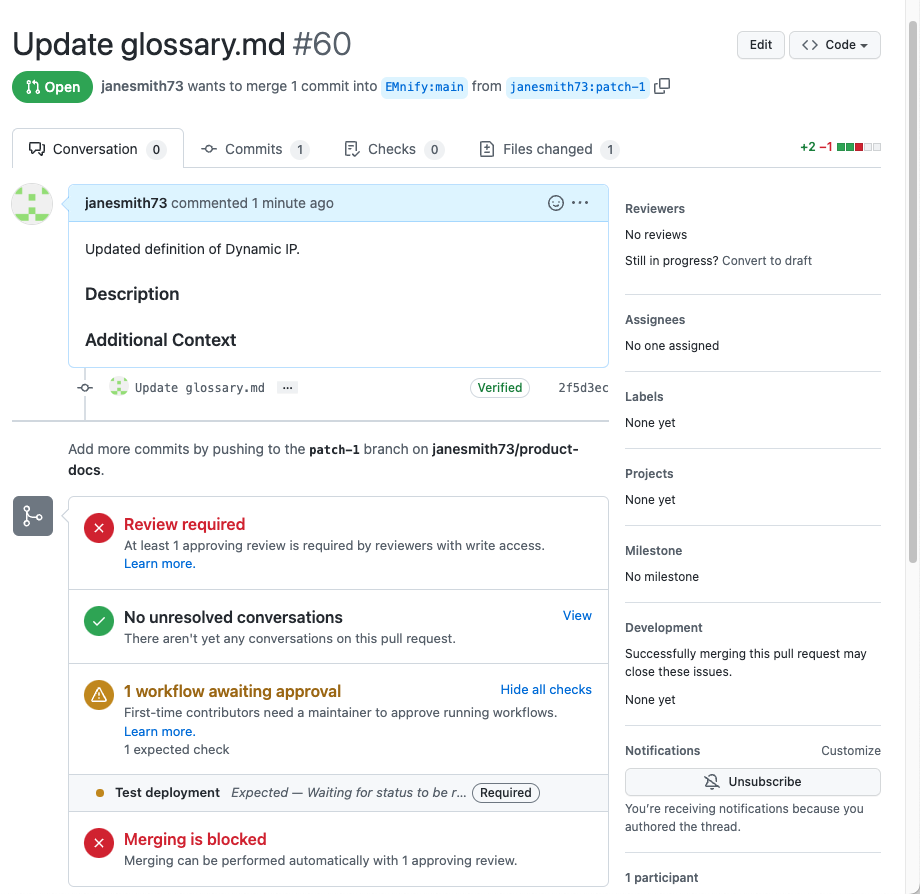 Update glossary.md #60
Edit
<> Code
Open
janesmith73 wants to merge 1 commit into EMnify:main from janesmith73:patch-1
Conversation 0
Commits 1
Checks 0
Files changed 1
+2 −1
janesmith73 commented 1 minute ago
...
Updated definition of Dynamic IP.
Description
Additional Context
Update glossary.md ...
Verified
2f5d3ec
Add more commits by pushing to the patch-1 branch on janesmith73/product-
docs.
Review required
At least 1 approving review is required by reviewers with write access.
Learn more.
No unresolved conversations
View
There aren't yet any conversations on this pull request.
1 workflow awaiting approval
Hide all checks
First-time contributors need a maintainer to approve running workflows.
Learn more.
1 expected check
Test deployment Expected — Waiting for status to be r... Required
Merging is blocked
Merging can be performed automatically with 1 approving review.
Reviewers
No reviews
Still in progress? Convert to draft
Assignees
No one assigned
Labels
None yet
Projects
None yet
Milestone
No milestone
Development
Successfully merging this pull request may
close these issues.
None yet
Notifications
Customize
Unsubscribe
You're receiving notifications because you
authored the thread.
1 participant